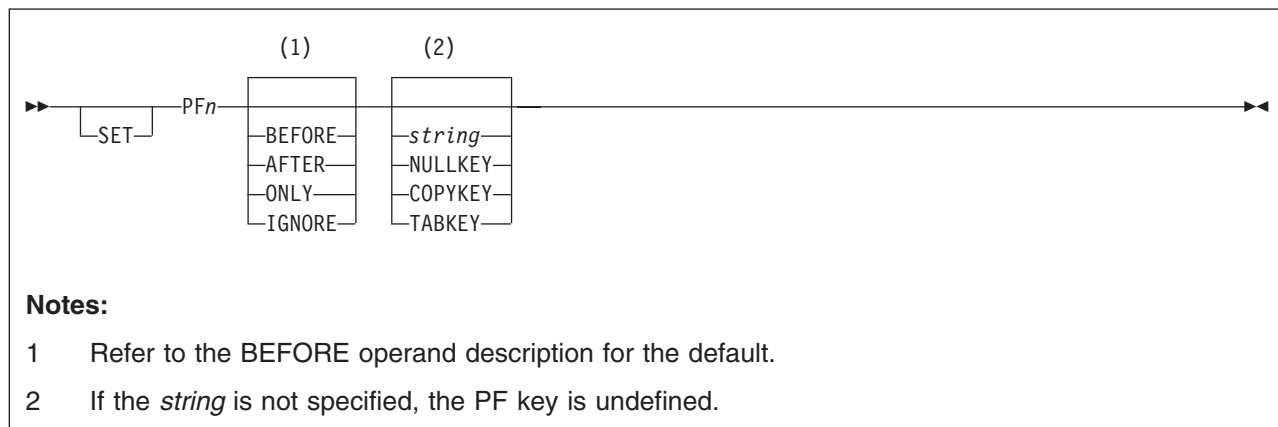 (1) (2)
PFn
SET BEFORE string
AFTER NULLKEY
ONLY COPYKEY
IGNORE TABKEY
Notes:
1 Refer to the BEFORE operand description for the default.
2 If the string is not specified, the PF key is undefined.